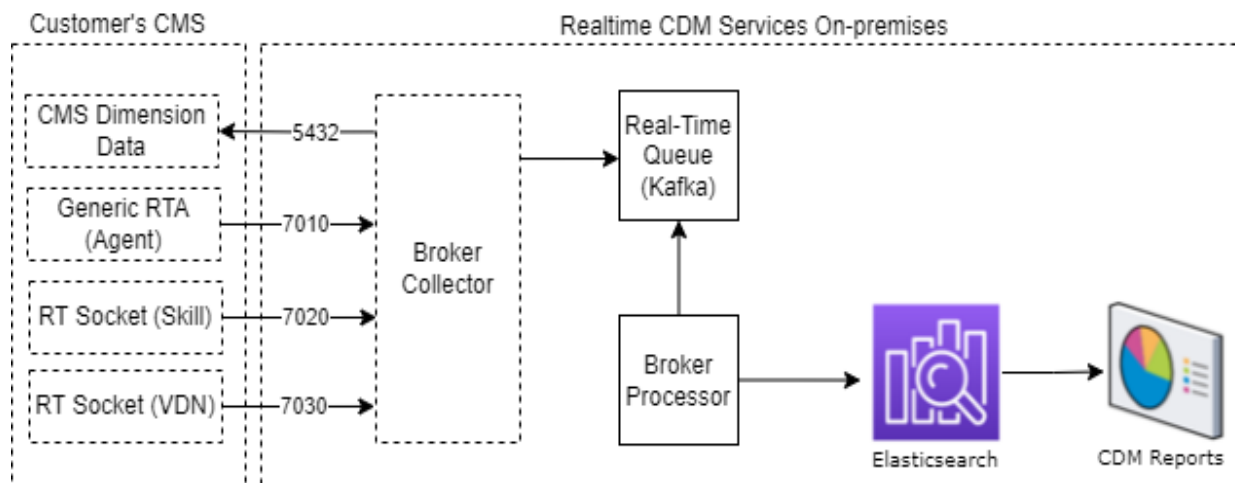 Customer's CMS
Realtime CDM Services On-premises
CMS Dimension
Data
5432
Generic RTA
(Agent)
7010
RT Socket (Skill)
7020
RT Socket (VDN)
7030
Broker
Collector
Real-Time
Queue
(Kafka)
Broker
Processor
Elasticsearch
CDM Reports